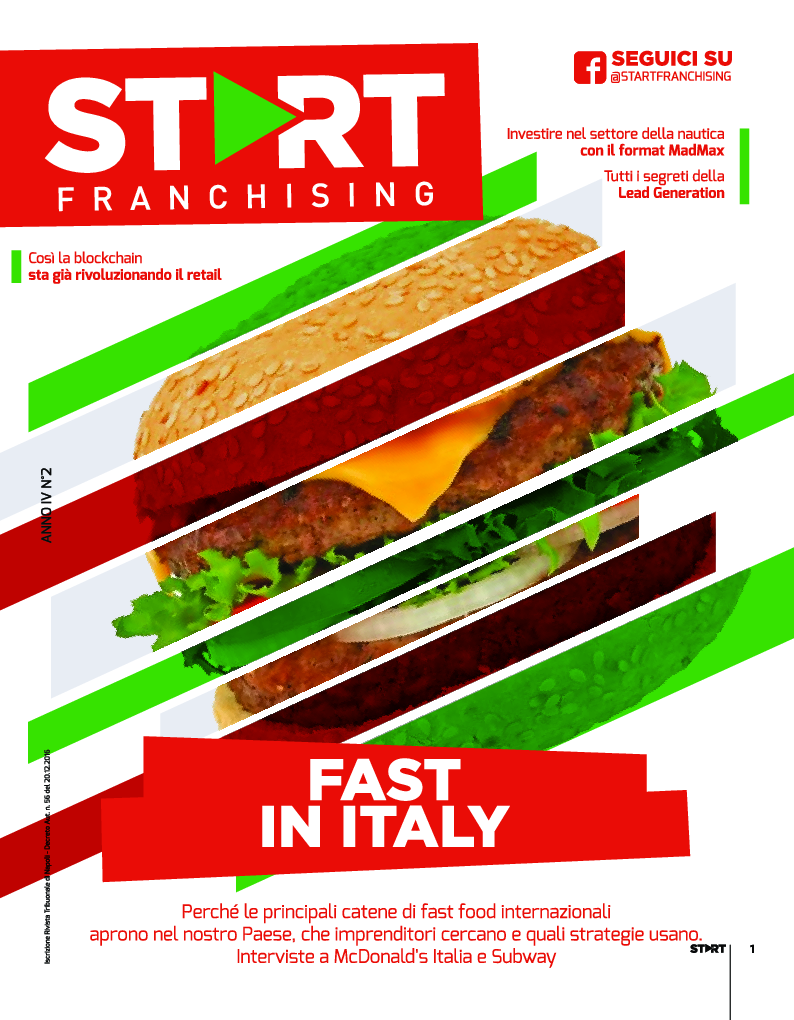 START
FRANCHISING
SEGUICI SU
@STARTFRANCHISING
Investire nel settore della nautica
con il format MadMax
Tutti i segreti della
Lead Generation
Così la blockchain
sta già rivoluzionando il retail
ANNO IV N°2
Iscrizione Rivista Tribunale di Napoli - Decreto Aut. n. 56 del 20.12.2016
FAST
IN ITALY
Perché le principali catene di fast food internazionali
aprono nel nostro Paese, che imprenditori cercano e quali strategie usano.
Interviste a McDonald's Italia e Subway
START 1